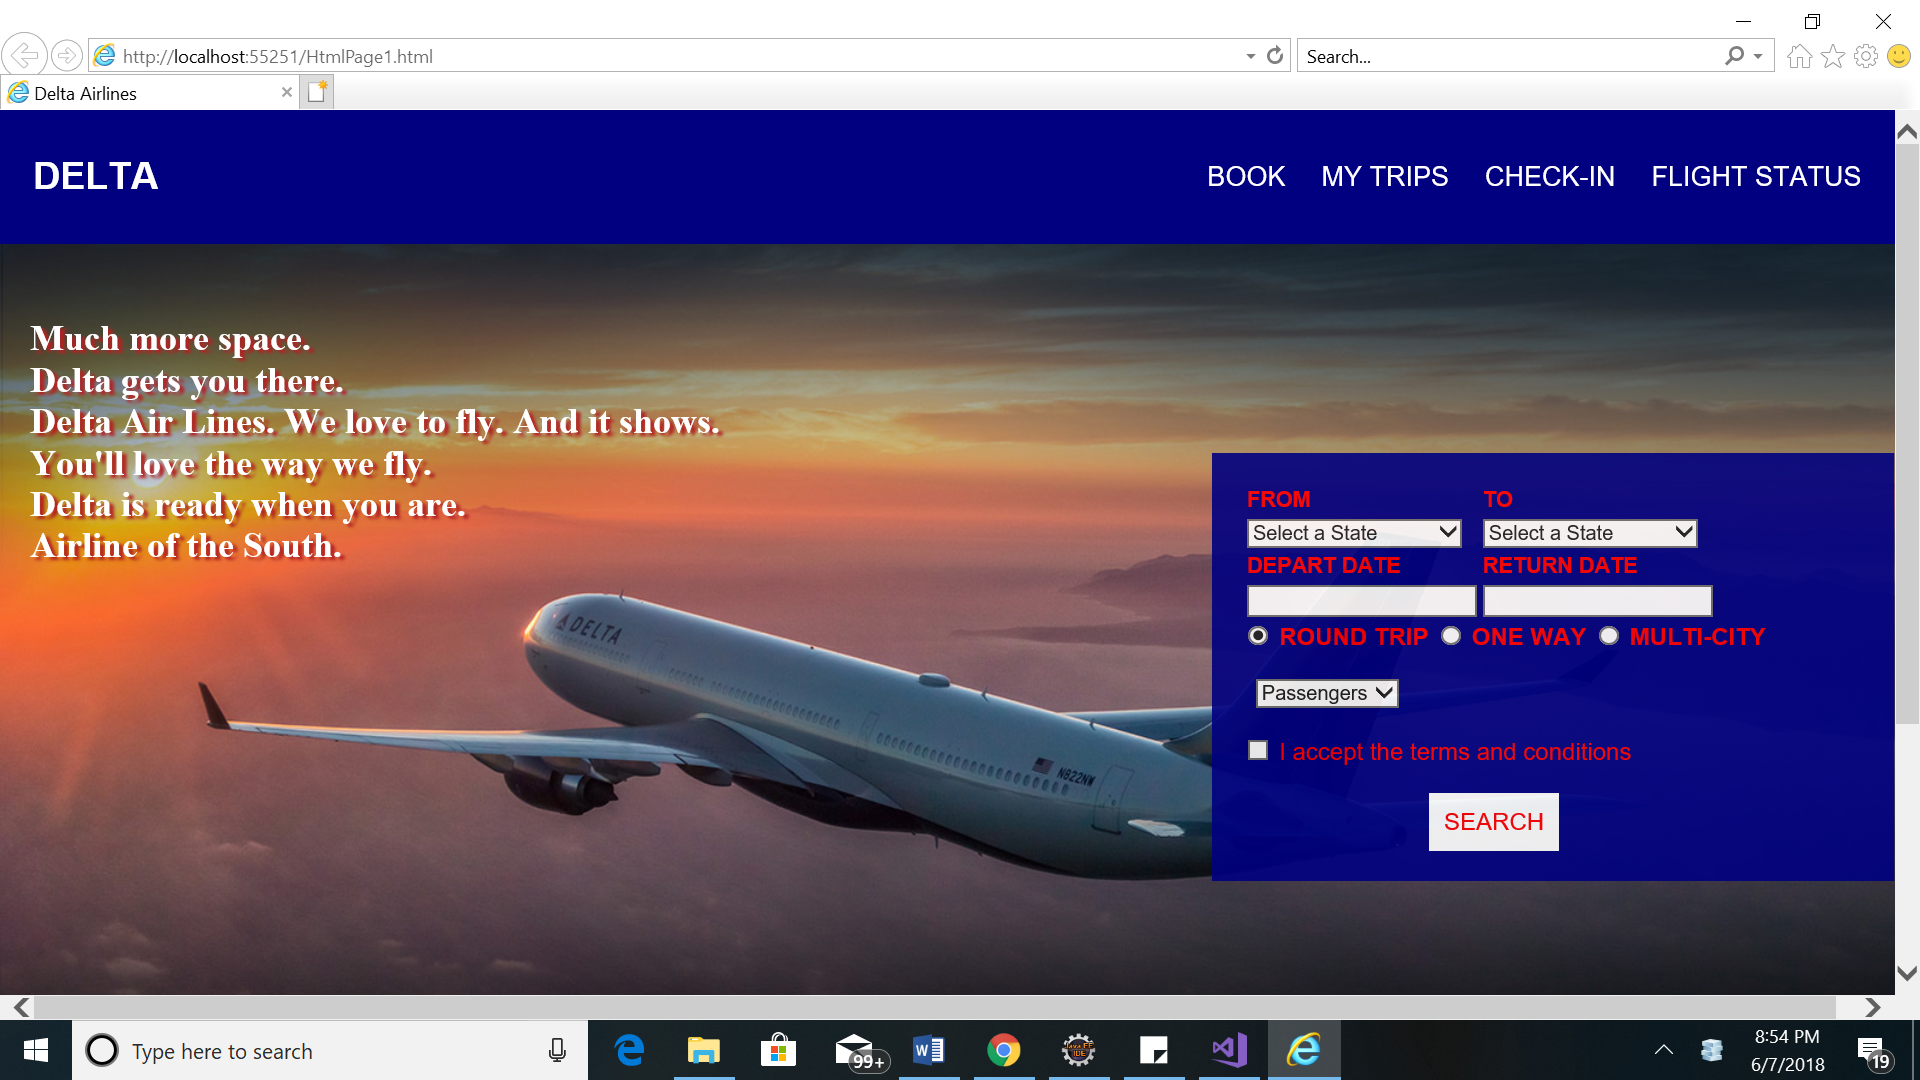 http://localhost:55251/HtmlPage1.html
Search...
Delta Airlines
DELTA
BOOK MY TRIPS CHECK-IN FLIGHT STATUS
Much more space.
Delta gets you there.
Delta Air Lines. We love to fly. And it shows.
You'll love the way we fly.
Delta is ready when you are.
Airline of the South.
FROM TO
Select a State Select a State
DEPART DATE RETURN DATE
ROUND TRIP ONE WAY MULTI-CITY
Passengers
I accept the terms and conditions
SEARCH
DELTA
N822NW
Type here to search
99+
Java EE
IDE
8:54 PM
6/7/2018
19